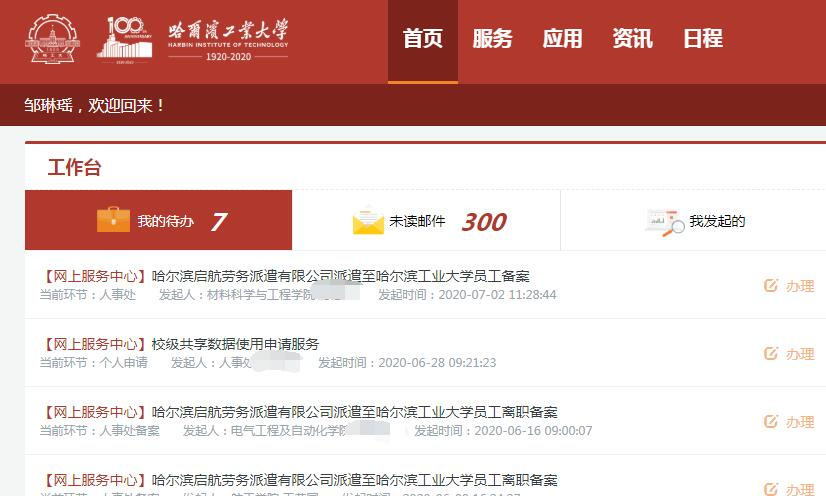 100
ANNIVERSARY
哈尔滨工业大学
HARBIN INSTITUTE OF TECHNOLOGY
1920-2020
首页 服务 应用 资讯 日程
邹琳瑶，欢迎回来！
工作台
我的待办 7 未读邮件 300 我发起的
【网上服务中心】哈尔滨启航劳务派遣有限公司派遣至哈尔滨工业大学员工备案
当前环节：人事处 发起人：材料科学与工程学院 发起时间：2020-07-02 11:28:44 办理
【网上服务中心】校级共享数据使用申请服务
当前环节：个人申请 发起人：人事处 发起时间：2020-06-28 09:21:23 办理
【网上服务中心】哈尔滨启航劳务派遣有限公司派遣至哈尔滨工业大学员工离职备案
当前环节：人事处备案 发起人：电气工程及自动化学院 发起时间：2020-06-16 09:00:07 办理
【网上服务中心】哈尔滨启航劳务派遣有限公司派遣至哈尔滨工业大学员工离职备案
办理